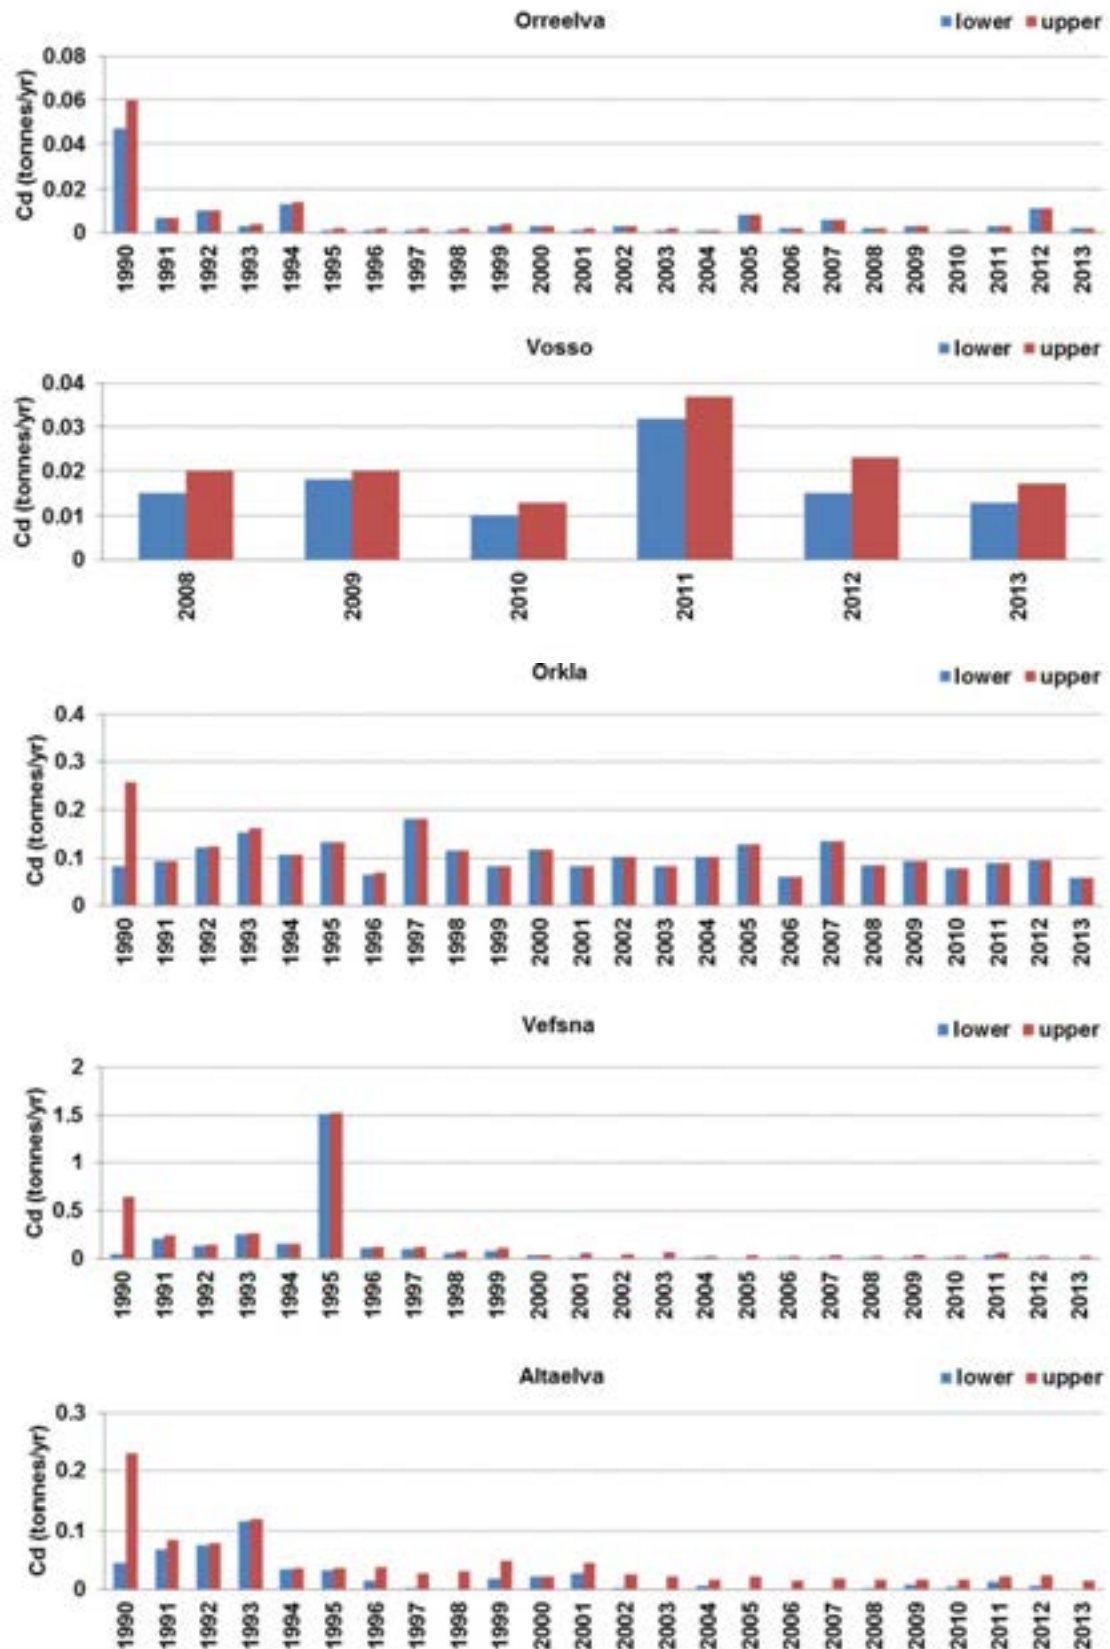 Orreelva
lower upper
Cd (tonnes/yr)
0.08
0.06
0.04
0.02
0
1990 1991 1992 1993 1994 1995 1996 1997 1998 1999 2000 2001 2002 2003 2004 2005 2006 2007 2008 2009 2010 2011 2012 2013
Vosso
lower upper
Cd (tonnes/yr)
0.04
0.03
0.02
0.01
0
2008 2009 2010 2011 2012 2013
Orkla
lower upper
Cd (tonnes/yr)
0.4
0.3
0.2
0.1
0
1990 1991 1992 1993 1994 1995 1996 1997 1998 1999 2000 2001 2002 2003 2004 2005 2006 2007 2008 2009 2010 2011 2012 2013
Vefsna
lower upper
Cd (tonnes/yr)
2
1.5
1
0.5
0
1990 1991 1992 1993 1994 1995 1996 1997 1998 1999 2000 2001 2002 2003 2004 2005 2006 2007 2008 2009 2010 2011 2012 2013
Altaelva
lower upper
Cd (tonnes/yr)
0.3
0.2
0.1
0
1990 1991 1992 1993 1994 1995 1996 1997 1998 1999 2000 2001 2002 2003 2004 2005 2006 2007 2008 2009 2010 2011 2012 2013